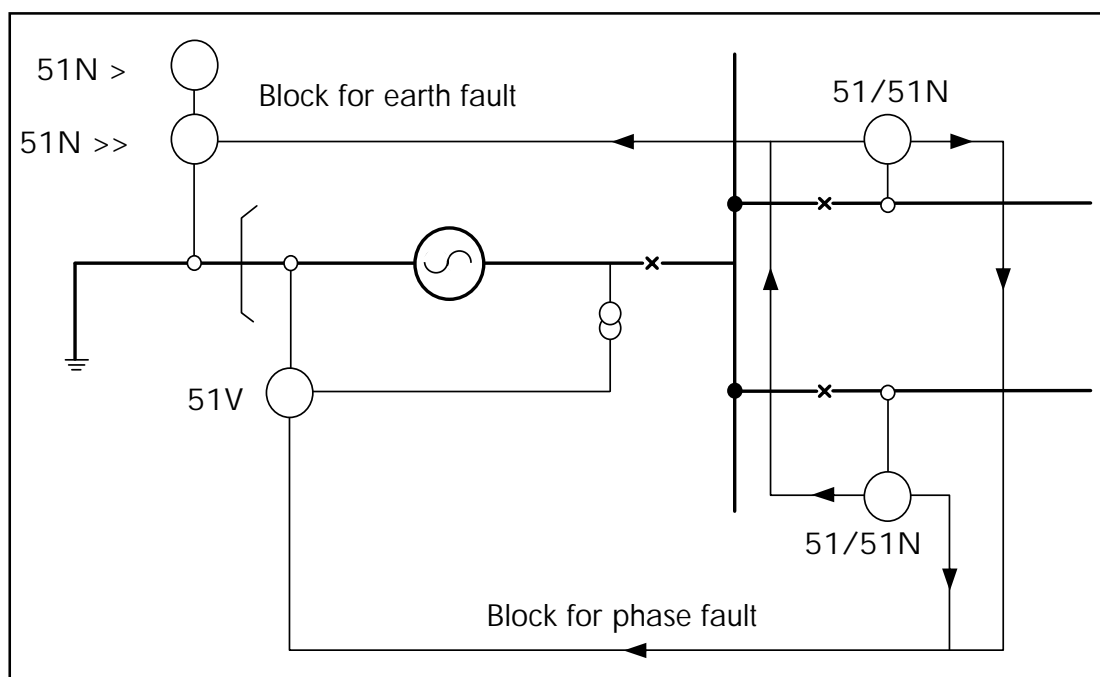 51N >
51N >>
Block for earth fault
51/51N
51V
51/51N
Block for phase fault